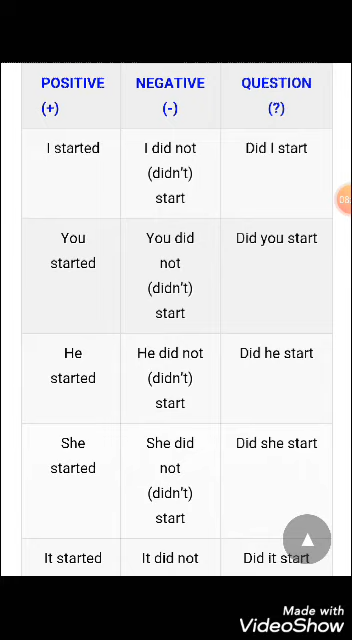 POSITIVE NEGATIVE QUESTION
(+) (-) (?)
I started I did not Did I start
(didn't)
start
You You did Did you start
started not
(didn't)
start
He He did not Did he start
started (didn't)
start
She She did Did she start
started not
(didn't)
start
It started It did not Did it start
Made with
VideoShow